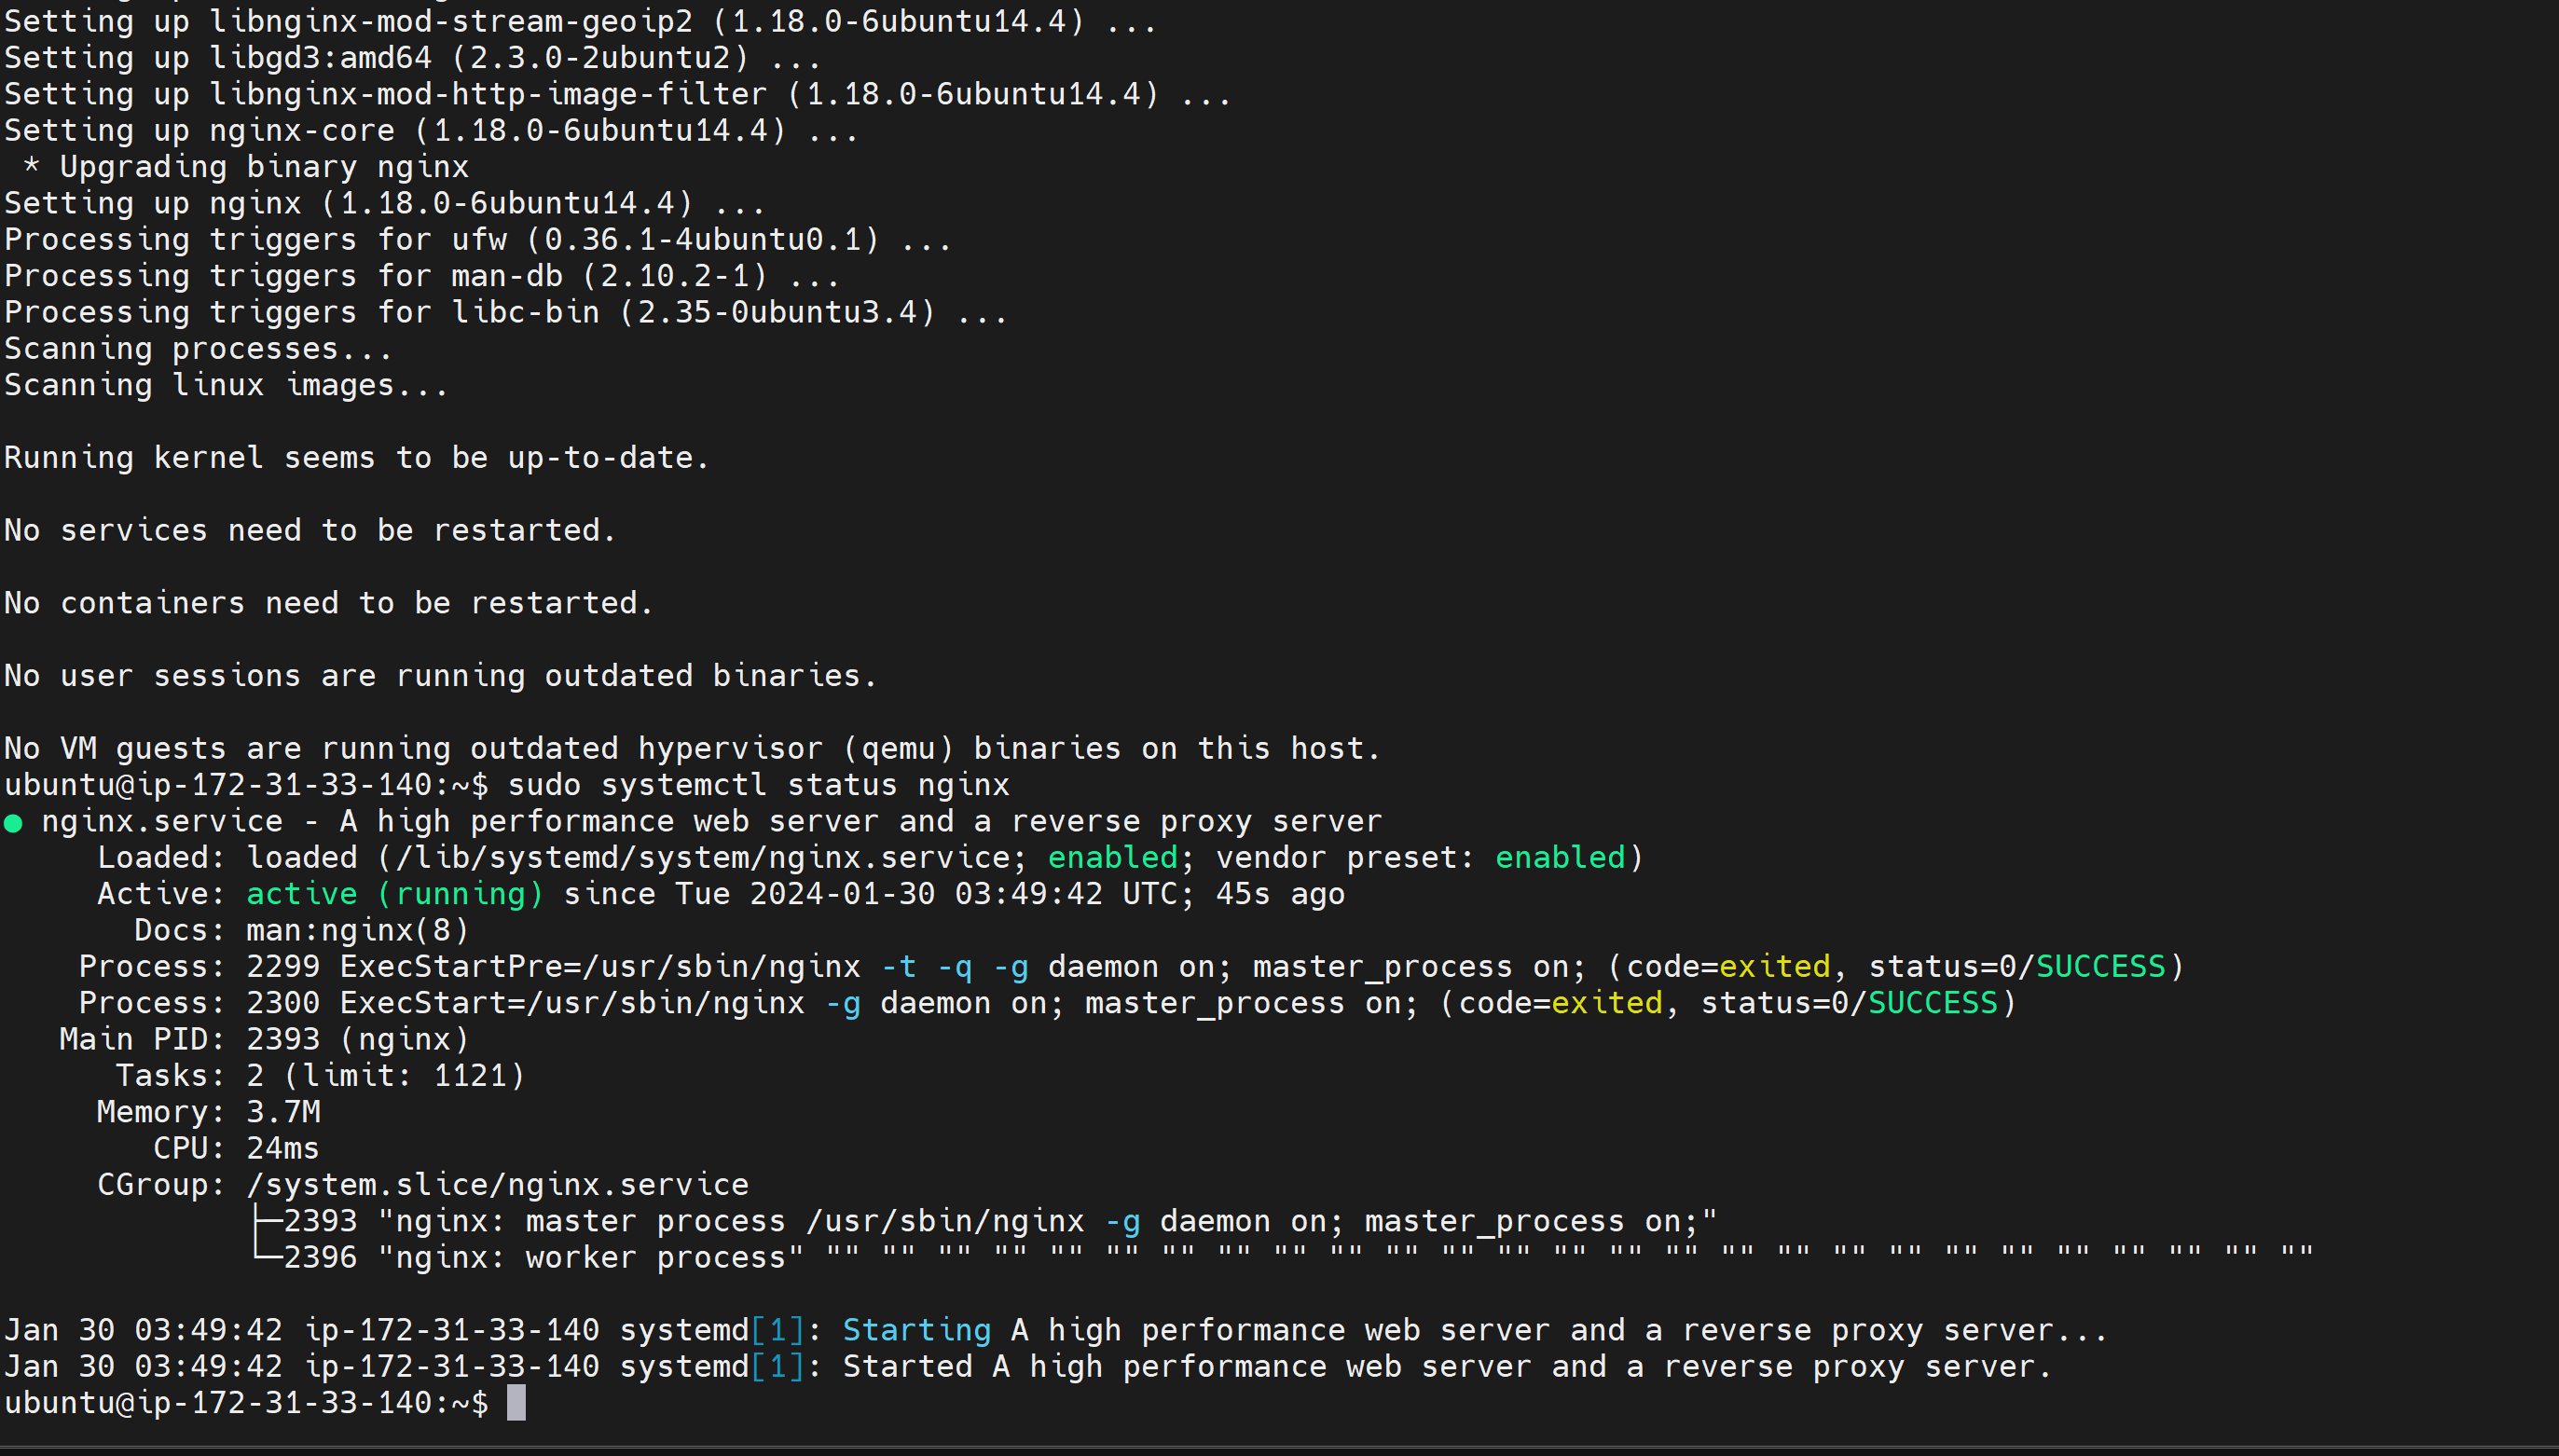 Setting up libnginx-mod-stream-geoip2 (1.18.0-6ubuntu14.4) ...
Setting up libgd3:amd64 (2.3.0-2ubuntu2) ...
Setting up libnginx-mod-http-image-filter (1.18.0-6ubuntu14.4) ...
Setting up nginx-core (1.18.0-6ubuntu14.4) ...
 * Upgrading binary nginx
Setting up nginx (1.18.0-6ubuntu14.4) ...
Processing triggers for ufw (0.36.1-4ubuntu0.1) ...
Processing triggers for man-db (2.10.2-1) ...
Processing triggers for libc-bin (2.35-0ubuntu3.4) ...
Scanning processes...
Scanning linux images...

Running kernel seems to be up-to-date.

No services need to be restarted.

No containers need to be restarted.

No user sessions are running outdated binaries.

No VM guests are running outdated hypervisor (qemu) binaries on this host.
ubuntu@ip-172-31-33-140:~$ sudo systemctl status nginx
● nginx.service - A high performance web server and a reverse proxy server
     Loaded: loaded (/lib/systemd/system/nginx.service; enabled; vendor preset: enabled)
     Active: active (running) since Tue 2024-01-30 03:49:42 UTC; 45s ago
       Docs: man:nginx(8)
    Process: 2299 ExecStartPre=/usr/sbin/nginx -t -q -g daemon on; master_process on; (code=exited, status=0/SUCCESS)
    Process: 2300 ExecStart=/usr/sbin/nginx -g daemon on; master_process on; (code=exited, status=0/SUCCESS)
   Main PID: 2393 (nginx)
      Tasks: 2 (limit: 1121)
     Memory: 3.7M
        CPU: 24ms
     CGroup: /system.slice/nginx.service
             ├─2393 "nginx: master process /usr/sbin/nginx -g daemon on; master_process on;"
             └─2396 "nginx: worker process" "" "" "" "" "" "" "" "" "" "" "" "" "" "" "" "" "" "" "" "" "" "" "" "" "" "" ""

Jan 30 03:49:42 ip-172-31-33-140 systemd[1]: Starting A high performance web server and a reverse proxy server...
Jan 30 03:49:42 ip-172-31-33-140 systemd[1]: Started A high performance web server and a reverse proxy server.
ubuntu@ip-172-31-33-140:~$